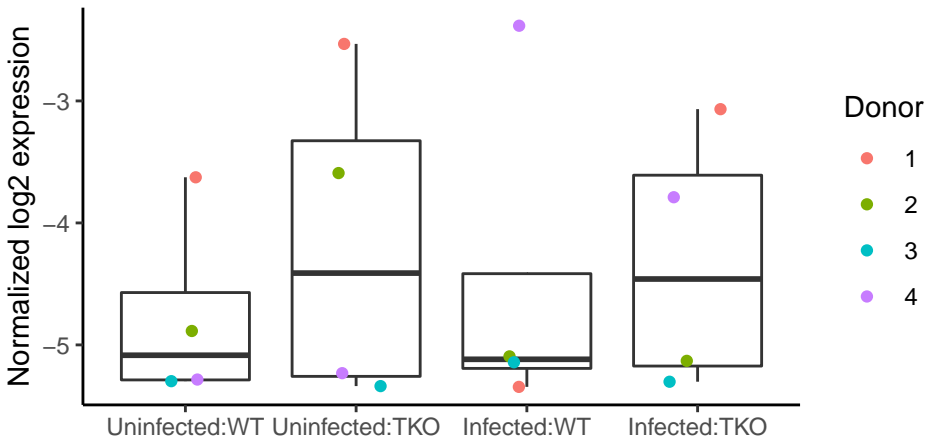 Normalized log2 expression
−3
−4
−5
Uninfected:WT Uninfected:TKO Infected:WT Infected:TKO
Donor
1
2
3
4